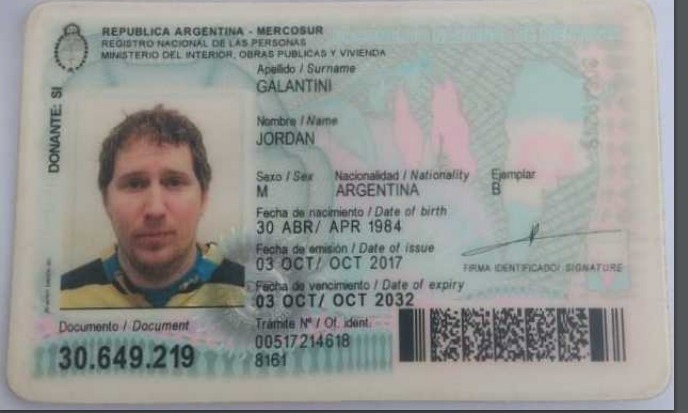 REPUBLICA ARGENTINA - MERCOSUR
REGISTRO NACIONAL DE LAS PERSONAS
MINISTERIO DEL INTERIOR, OBRAS PUBLICAS Y VIVIENDA
Apellido / Surname
GALANTINI
Nombre / Name
JORDAN
Sexo / Sex Nacionalidad / Nationality Ejemplar
M ARGENTINA B
Fecha de nacimiento / Date of birth
30 ABR/ APR 1984
Fecha de emisión / Date of issue
03 OCT/ OCT 2017
Fecha de vencimiento / Date of expiry
03 OCT/ OCT 2032
FIRMA IDENTIFICADO/ SIGNATURE
Documento / Document
30.649.219
Trámite Nº / Of. ident.
00517214618
8161
DONANTE: SI